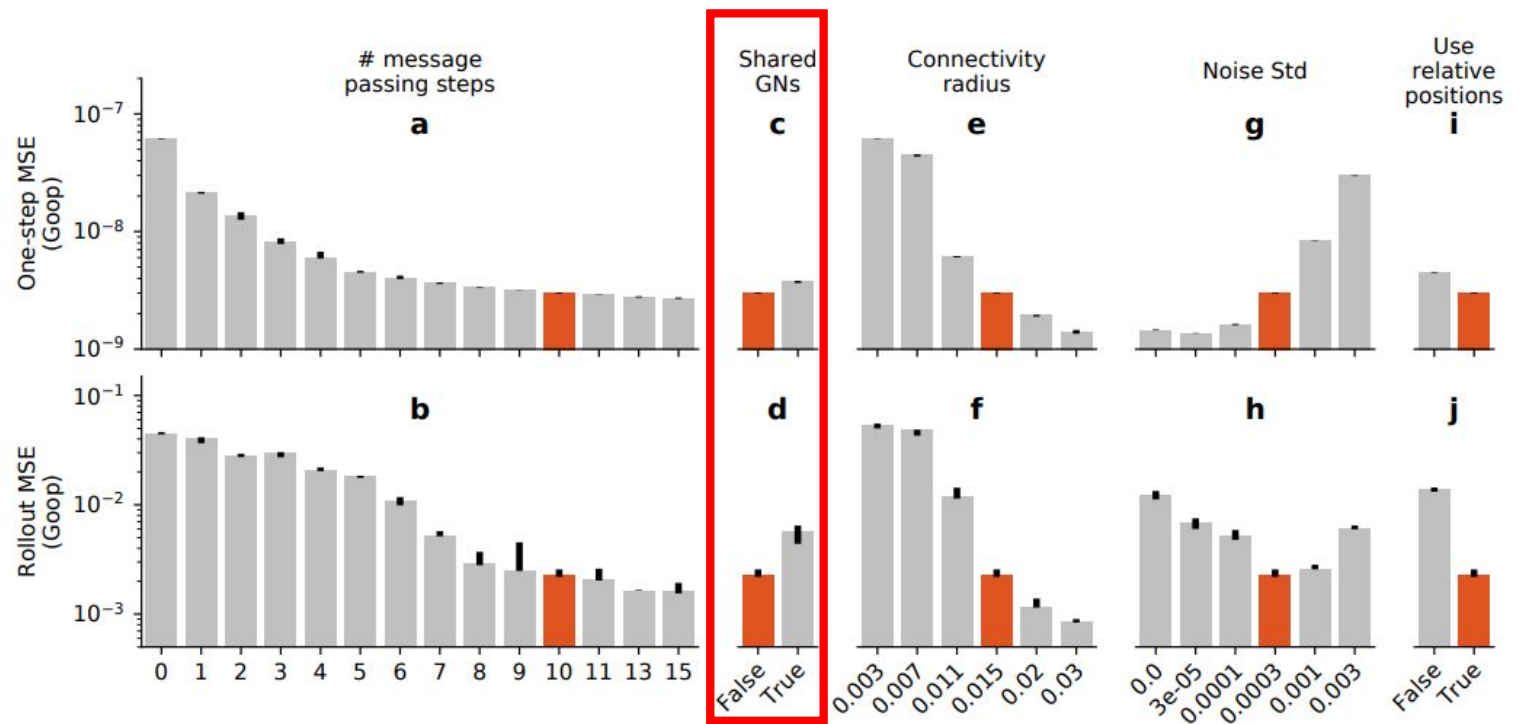 # message
passing steps
Shared
GNs
Connectivity
radius
Noise Std
Use
relative
positions
a
c
e
g
i
One-step MSE
(Goop)
10⁻⁷
10⁻⁸
10⁻⁹
b
d
f
h
j
Rollout MSE
(Goop)
10⁻¹
10⁻²
10⁻³
0 1 2 3 4 5 6 7 8 9 10 11 13 15
False True
0.003 0.007 0.011 0.015 0.02 0.03
0.0 3e-05 0.0001 0.0003 0.001 0.003
False True